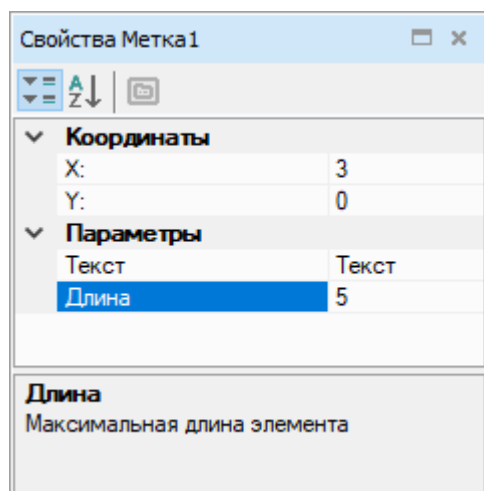 Свойства Метка1
Координаты
X: 3
Y: 0
Параметры
Текст Текст
Длина 5
Длина
Максимальная длина элемента